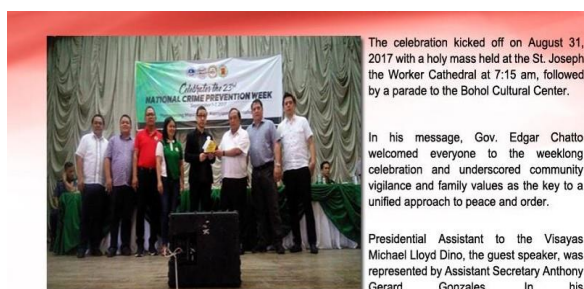 Celebrates the 23rd
NATIONAL CRIME PREVENTION WEEK
The celebration kicked off on August 31,
2017 with a holy mass held at the St. Joseph
the Worker Cathedral at 7:15 am, followed
by a parade to the Bohol Cultural Center.
In his message, Gov. Edgar Chatto
welcomed everyone to the weeklong
celebration and underscored community
vigilance and family values as the key to a
unified approach to peace and order.
Presidential Assistant to the Visayas
Michael Lloyd Dino, the guest speaker, was
represented by Assistant Secretary Anthony
Gerard Gonzales. In his